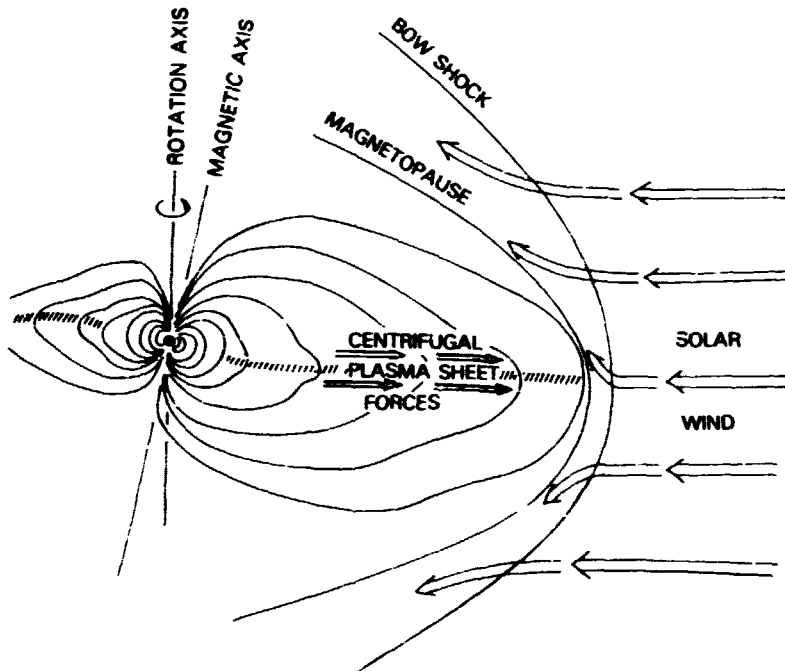 ROTATION AXIS
MAGNETIC AXIS
BOW SHOCK
MAGNETOPAUSE
CENTRIFUGAL
PLASMA SHEET
FORCES
SOLAR
WIND